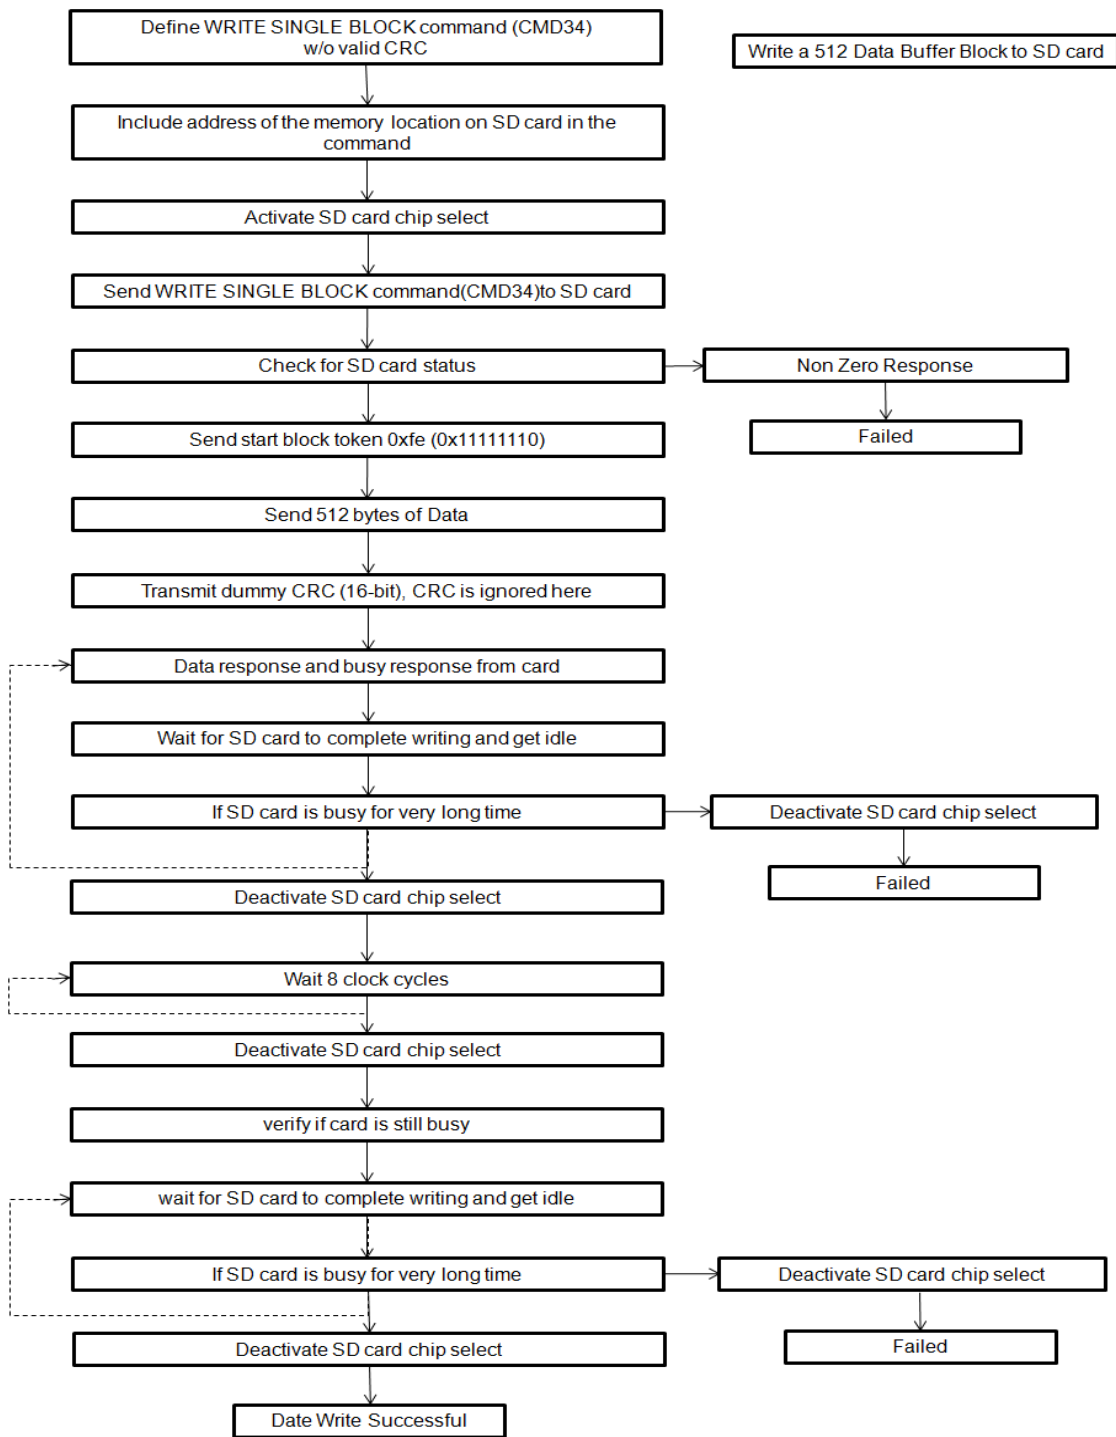 Define WRITE SINGLE BLOCK command (CMD34)
w/o valid CRC
Write a 512 Data Buffer Block to SD card
Include address of the memory location on SD card in the
command
Activate SD card chip select
Send WRITE SINGLE BLOCK command(CMD34)to SD card
Check for SD card status
Non Zero Response
Send start block token 0xfe (0x11111110)
Failed
Send 512 bytes of Data
Transmit dummy CRC (16-bit), CRC is ignored here
Data response and busy response from card
Wait for SD card to complete writing and get idle
If SD card is busy for very long time
Deactivate SD card chip select
Failed
Deactivate SD card chip select
Wait 8 clock cycles
Deactivate SD card chip select
verify if card is still busy
wait for SD card to complete writing and get idle
If SD card is busy for very long time
Deactivate SD card chip select
Deactivate SD card chip select
Failed
Date Write Successful